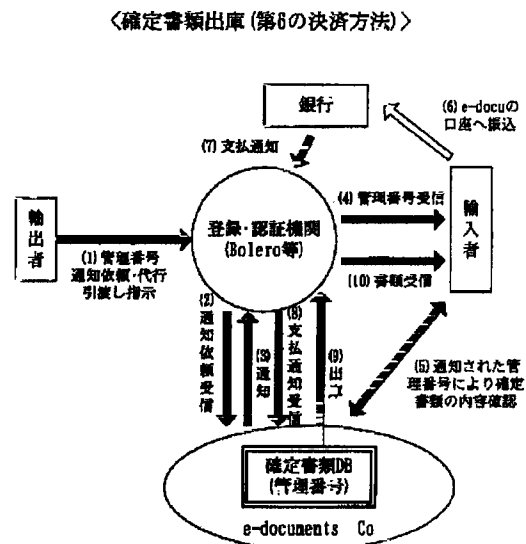 〈確定書類出庫(第6の決済方法)〉
銀行
(6) e-docuの
口座へ振込
(7) 支払通知
輸出者
登録・認証機関
(Bolero等)
(4) 管理番号受信
輸入者
(1) 管理番号
通知依頼・代行
引渡し指示
(10) 書類受信
(2)通知依頼受信
(3)通知
(8)支払通知受信
(9)出庫
(5) 通知された管
理番号により確定
書類の内容確認
確定書類DB
(管理番号)
e-documents Co